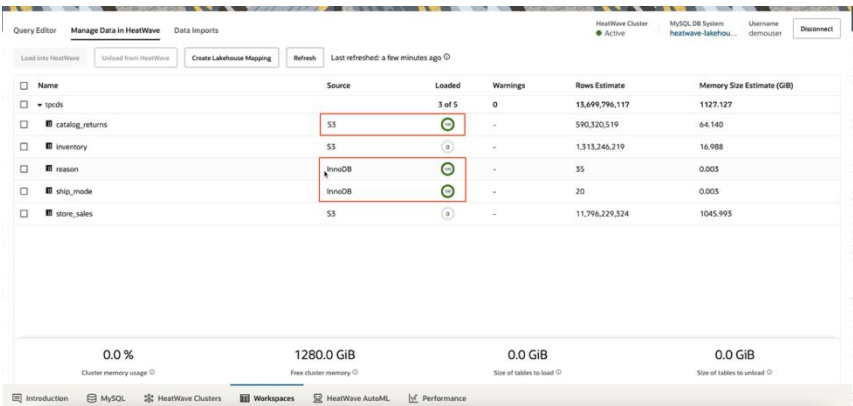 Query Editor Manage Data in HeatWave Data Imports
HeatWave Cluster MySQL DB System Username
Active heatwave-lakehou... demouser Disconnect
Load into HeatWave Unload from HeatWave Create Lakehouse Mapping Refresh Last refreshed: a few minutes ago
Name Source Loaded Warnings Rows Estimate Memory Size Estimate (GiB)
tpcds 3 of 5 0 13,699,796,117 1127.127
catalog_returns S3 100 - 590,320,519 64.140
inventory S3 0 - 1,313,246,219 16.988
reason InnoDB 100 - 35 0.003
ship_mode InnoDB 100 - 20 0.003
store_sales S3 0 - 11,796,229,324 1045.993
0.0 % 1280.0 GiB 0.0 GiB 0.0 GiB
Cluster memory usage Free cluster memory Size of tables to load Size of tables to unload
Introduction MySQL HeatWave Clusters Workspaces HeatWave AutoML Performance